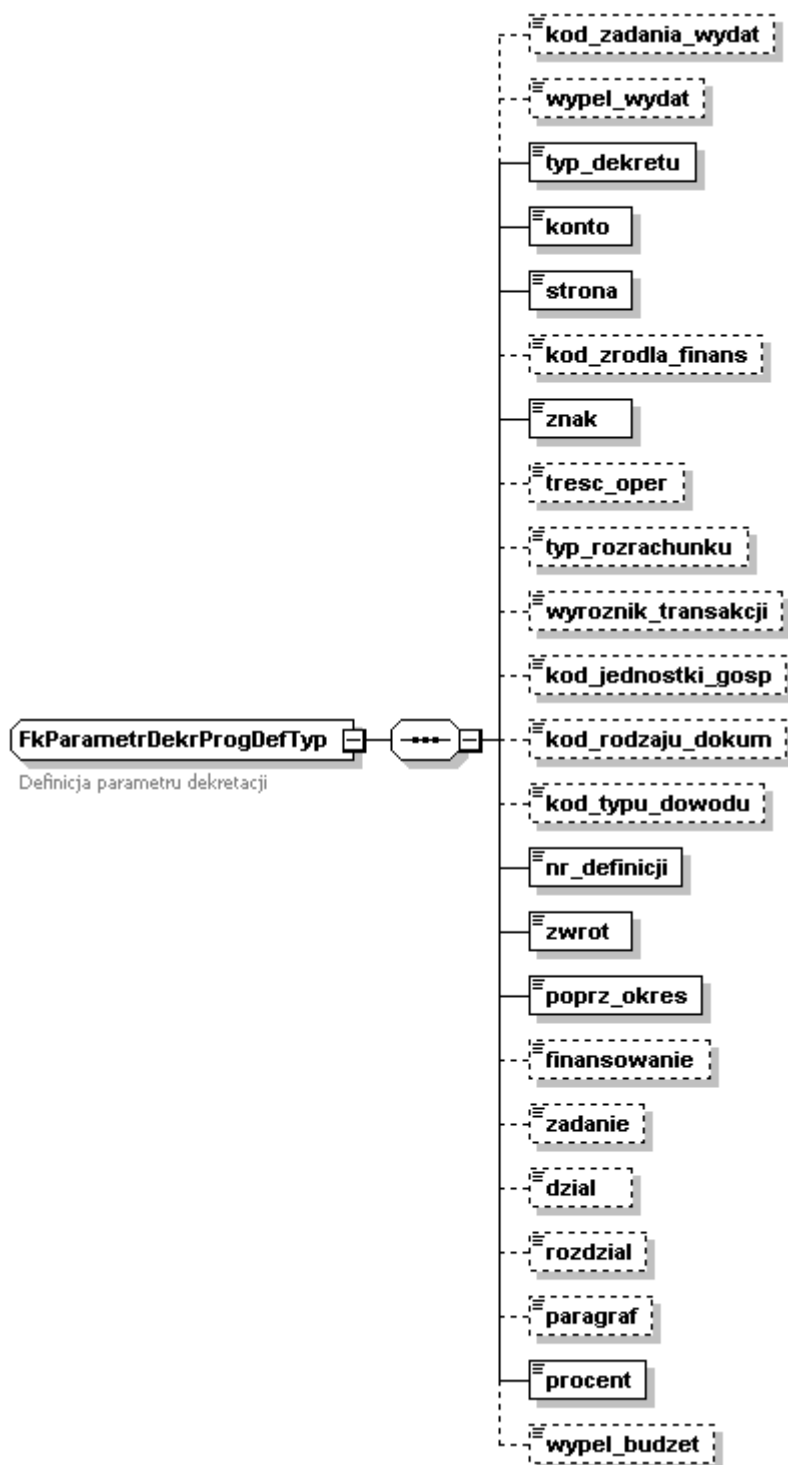 kod_zadania_wydat
wypel_wydat
typ_dekretu
konto
strona
kod_zrodla_finans
znak
tresc_oper
typ_rozrachunku
wyroznik_transakcji
kod_jednostki_gosp
FkParametrDekrProgDefTyp
kod_rodzaju_dokum
Definicja parametru dekretacji
kod_typu_dowodu
nr_definicji
zwrot
poprz_okres
finansowanie
zadanie
dzial
rozdzial
paragraf
procent
wypel_budzet